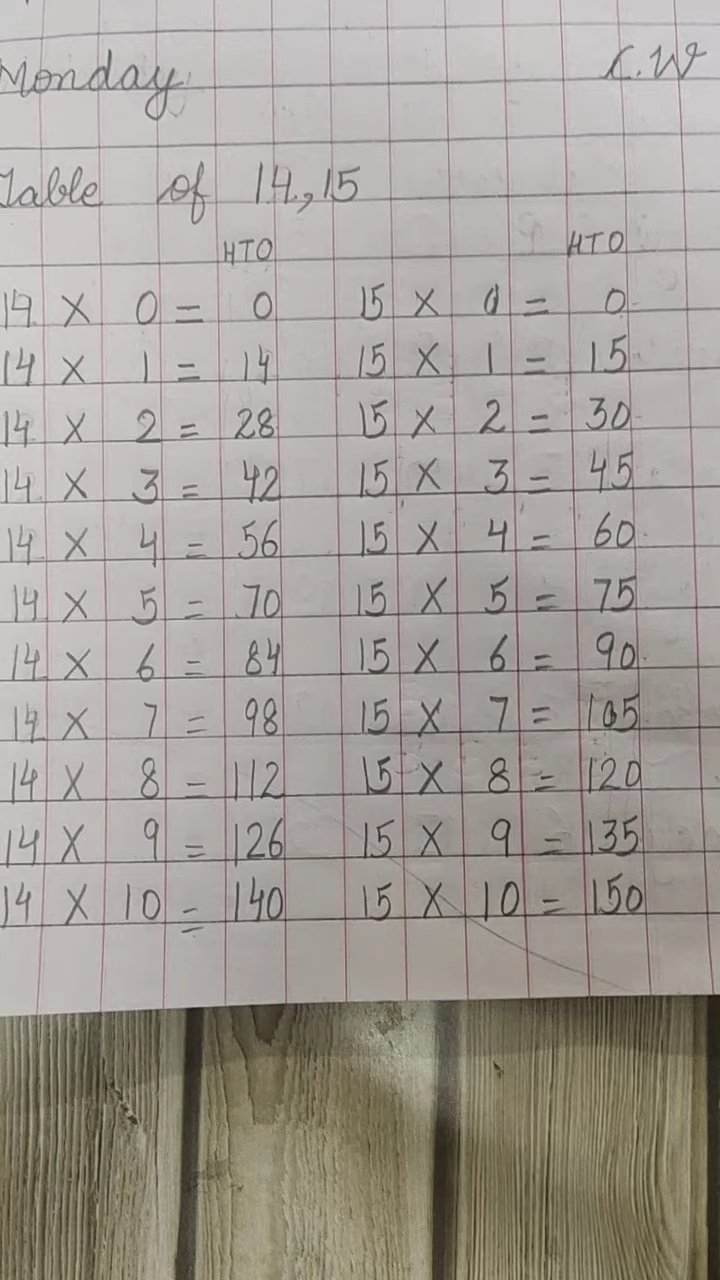 Monday C.W
Table of 14,15
HTO HTO
14 X 0 = 0 15 X 0 = 0
14 X 1 = 14 15 X 1 = 15
14 X 2 = 28 15 X 2 = 30
14 X 3 = 42 15 X 3 = 45
14 X 4 = 56 15 X 4 = 60
14 X 5 = 70 15 X 5 = 75
14 X 6 = 84 15 X 6 = 90
14 X 7 = 98 15 X 7 = 105
14 X 8 = 112 15 X 8 = 120
14 X 9 = 126 15 X 9 = 135
14 X 10 = 140 15 X 10 = 150